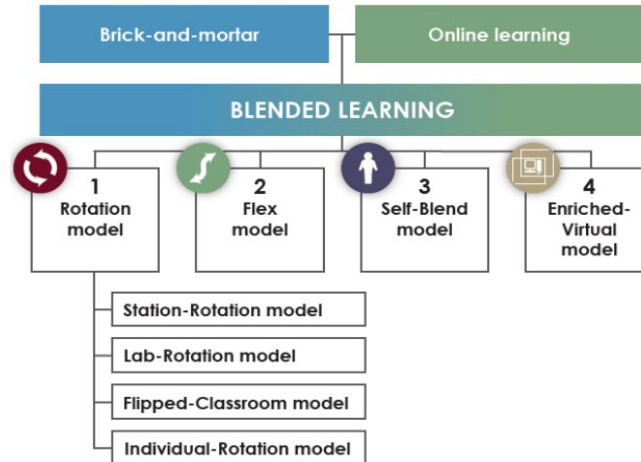 Brick-and-mortar
Online learning
BLENDED LEARNING
1
Rotation
model
2
Flex
model
3
Self-Blend
model
4
Enriched-
Virtual
model
Station-Rotation model
Lab-Rotation model
Flipped-Classroom model
Individual-Rotation model